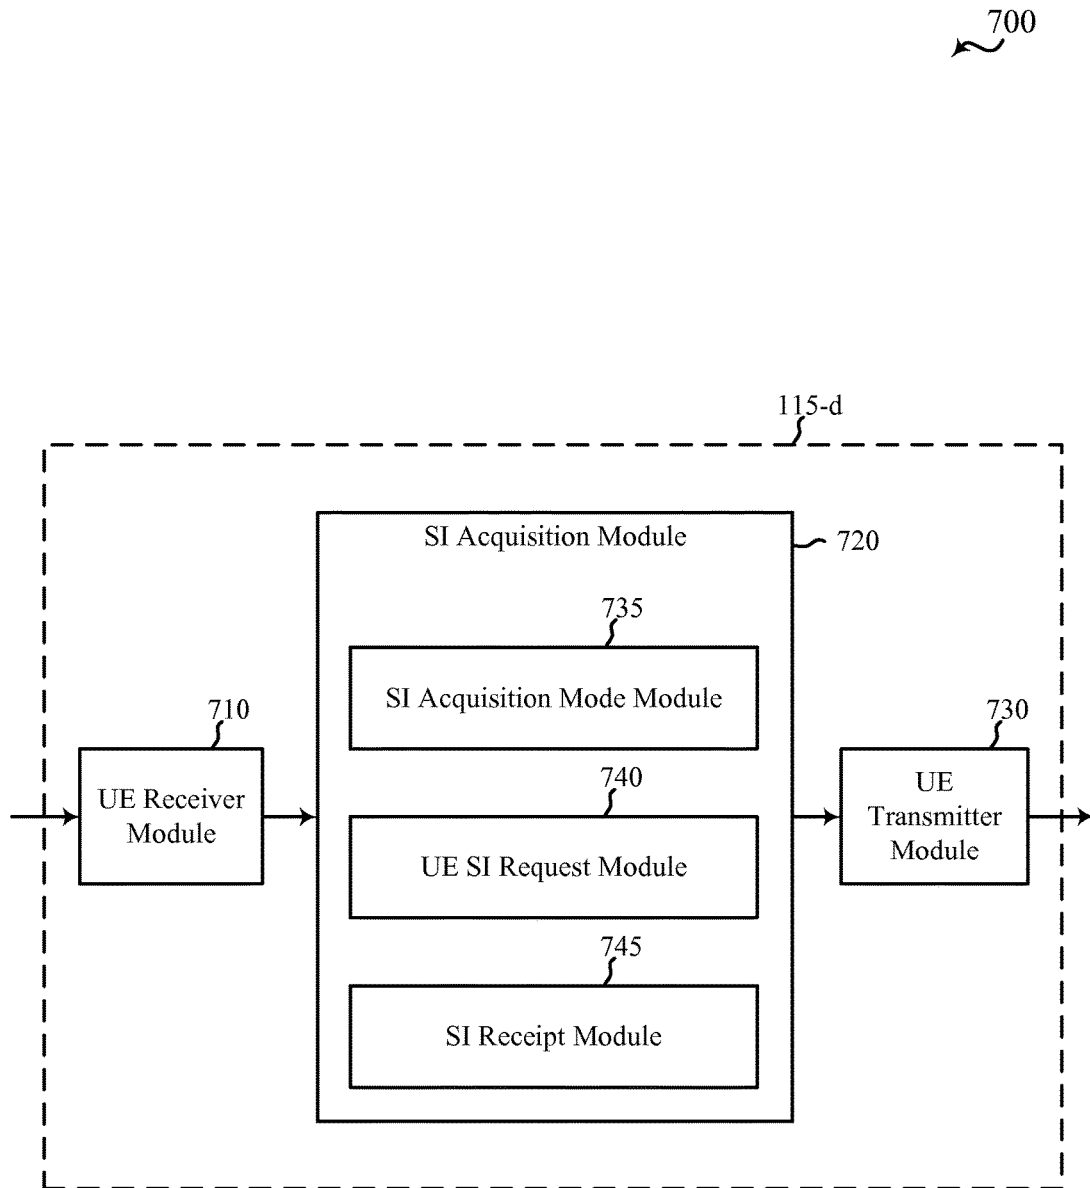 700
115-d
SI Acquisition Module
720
735
SI Acquisition Mode Module
710
UE Receiver
Module
740
UE SI Request Module
730
UE
Transmitter
Module
745
SI Receipt Module